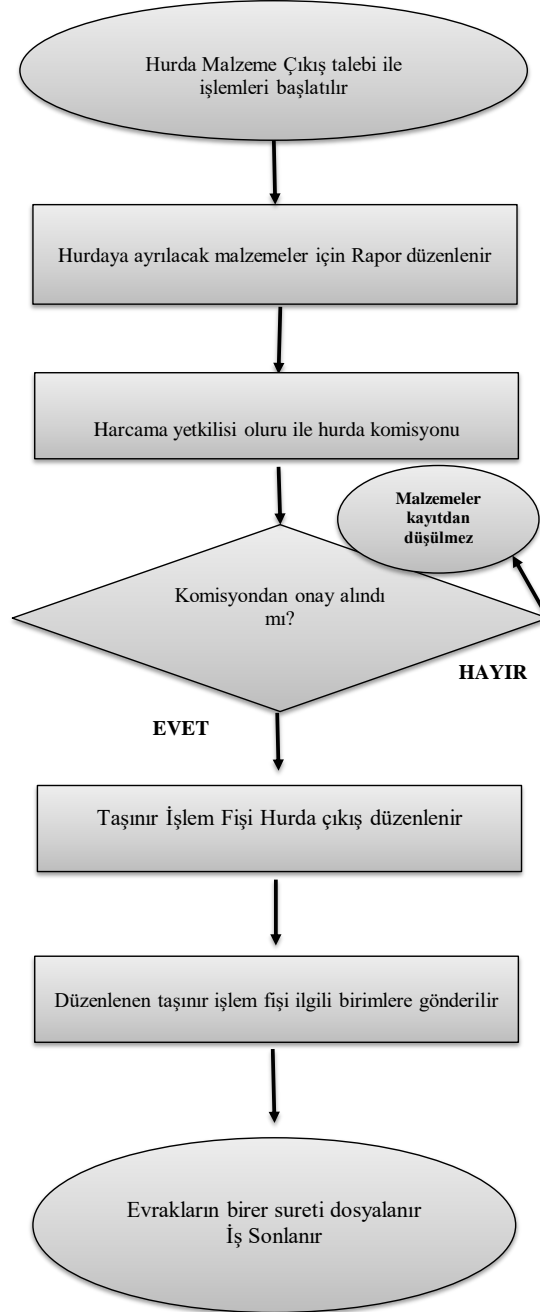 Hurda Malzeme Çıkış talebi ile
işlemleri başlatılır
Hurdaya ayrılacak malzemeler için Rapor düzenlenir
Harcama yetkilisi oluru ile hurda komisyonu
Malzemeler
kayıtdan
düşülmez
Komisyondan onay alındı
mı?
HAYIR
EVET
Taşınır İşlem Fişi Hurda çıkış düzenlenir
Düzenlenen taşınır işlem fişi ilgili birimlere gönderilir
Evrakların birer sureti dosyalanır
İş Sonlanır